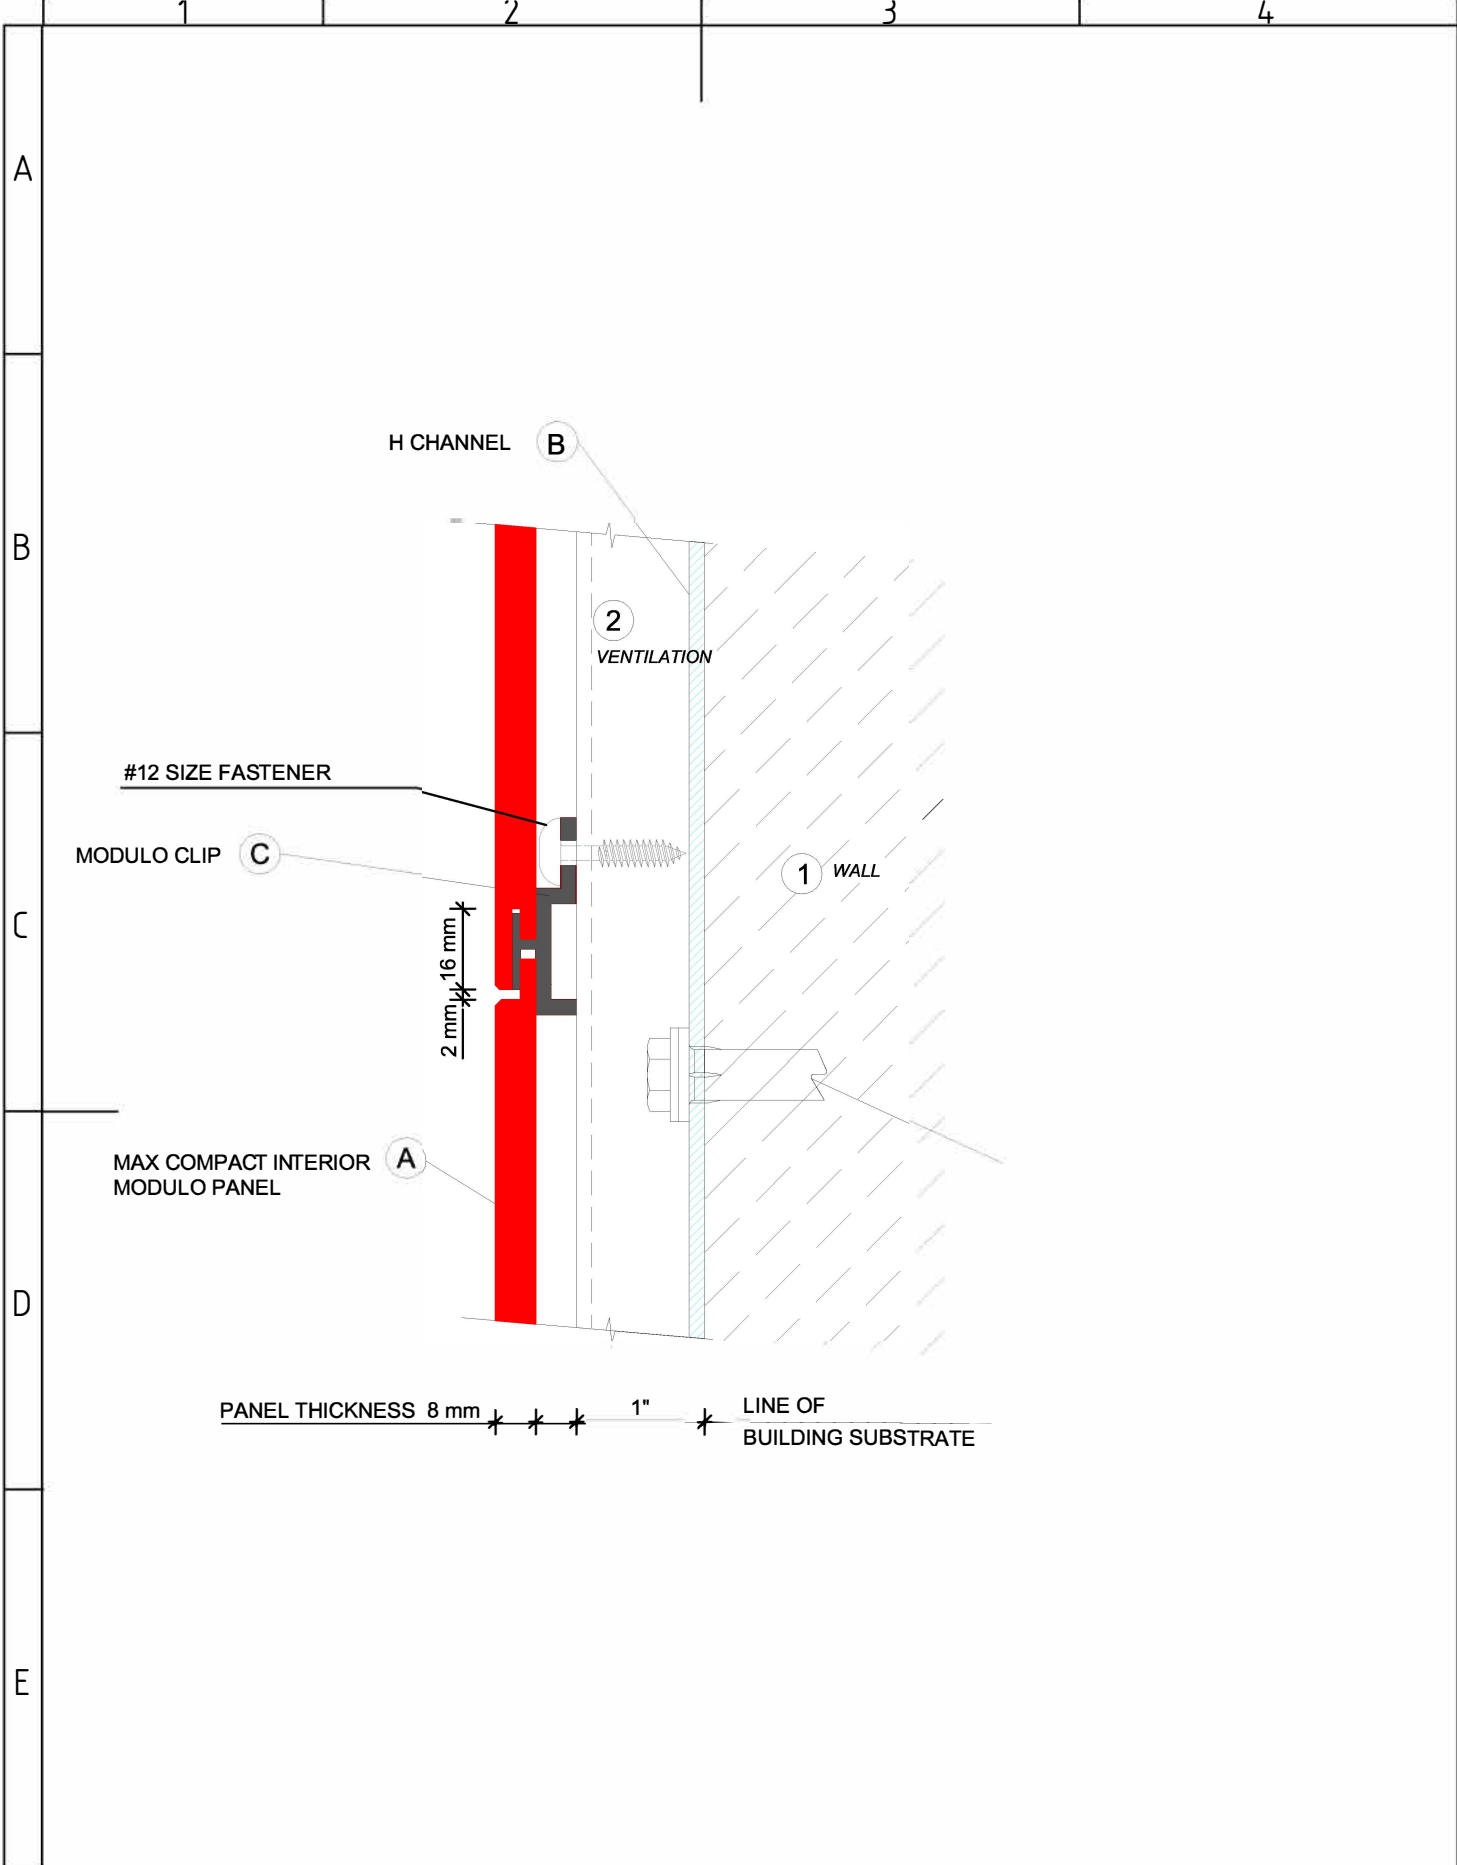 1 2 3 4
A
B
H CHANNEL B
2
VENTILATION
#12 SIZE FASTENER
MODULO CLIP C
1 WALL
C
16 mm
2 mm
MAX COMPACT INTERIOR A
MODULO PANEL
D
PANEL THICKNESS 8 mm 1" LINE OF
BUILDING SUBSTRATE
E